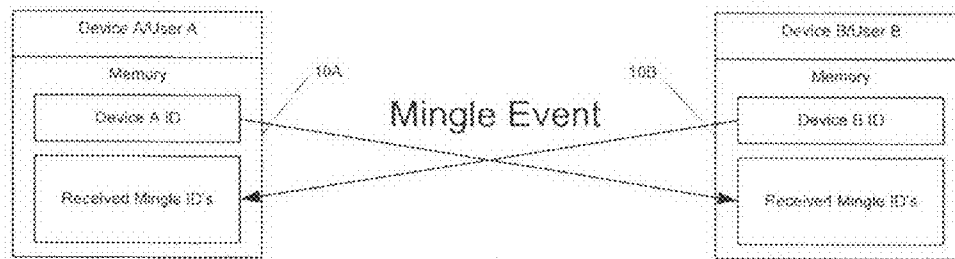 Device A/User A
Memory
Device A ID
Received Mingle ID's
10A
Mingle Event
10B
Device B/User B
Memory
Device B ID
Received Mingle ID's